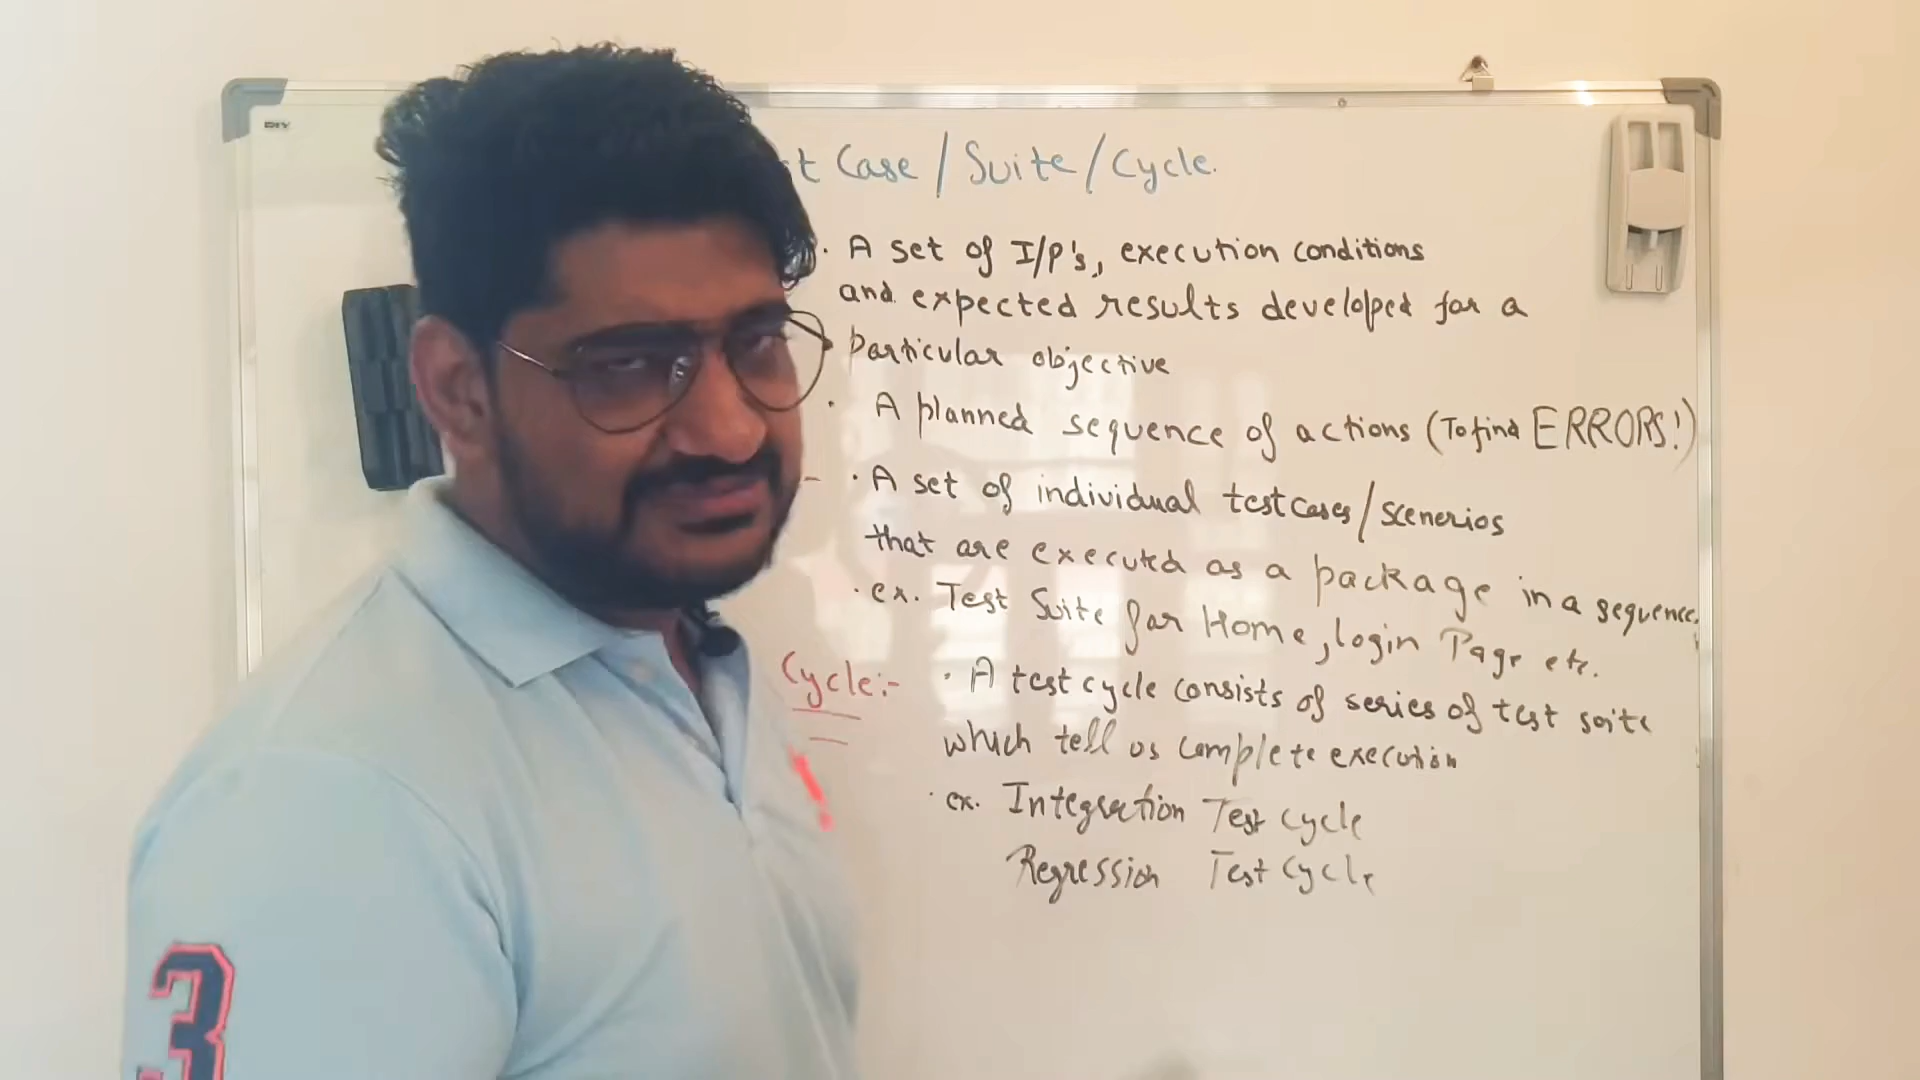 DIY
t Case / Suite / Cycle.
· A set of I/P's, execution conditions
and expected results developed for a
particular objective
· A planned sequence of actions (To find ERRORS!)
- · A set of individual testcases / scenerios
that are executed as a package in a sequence.
· ex. Test Suite for Home, login Page etc.
Cycle:- · A test cycle consists of series of test suite
which tell us complete execution
· ex. Integration Test Cycle
Regression Test Cycle
3